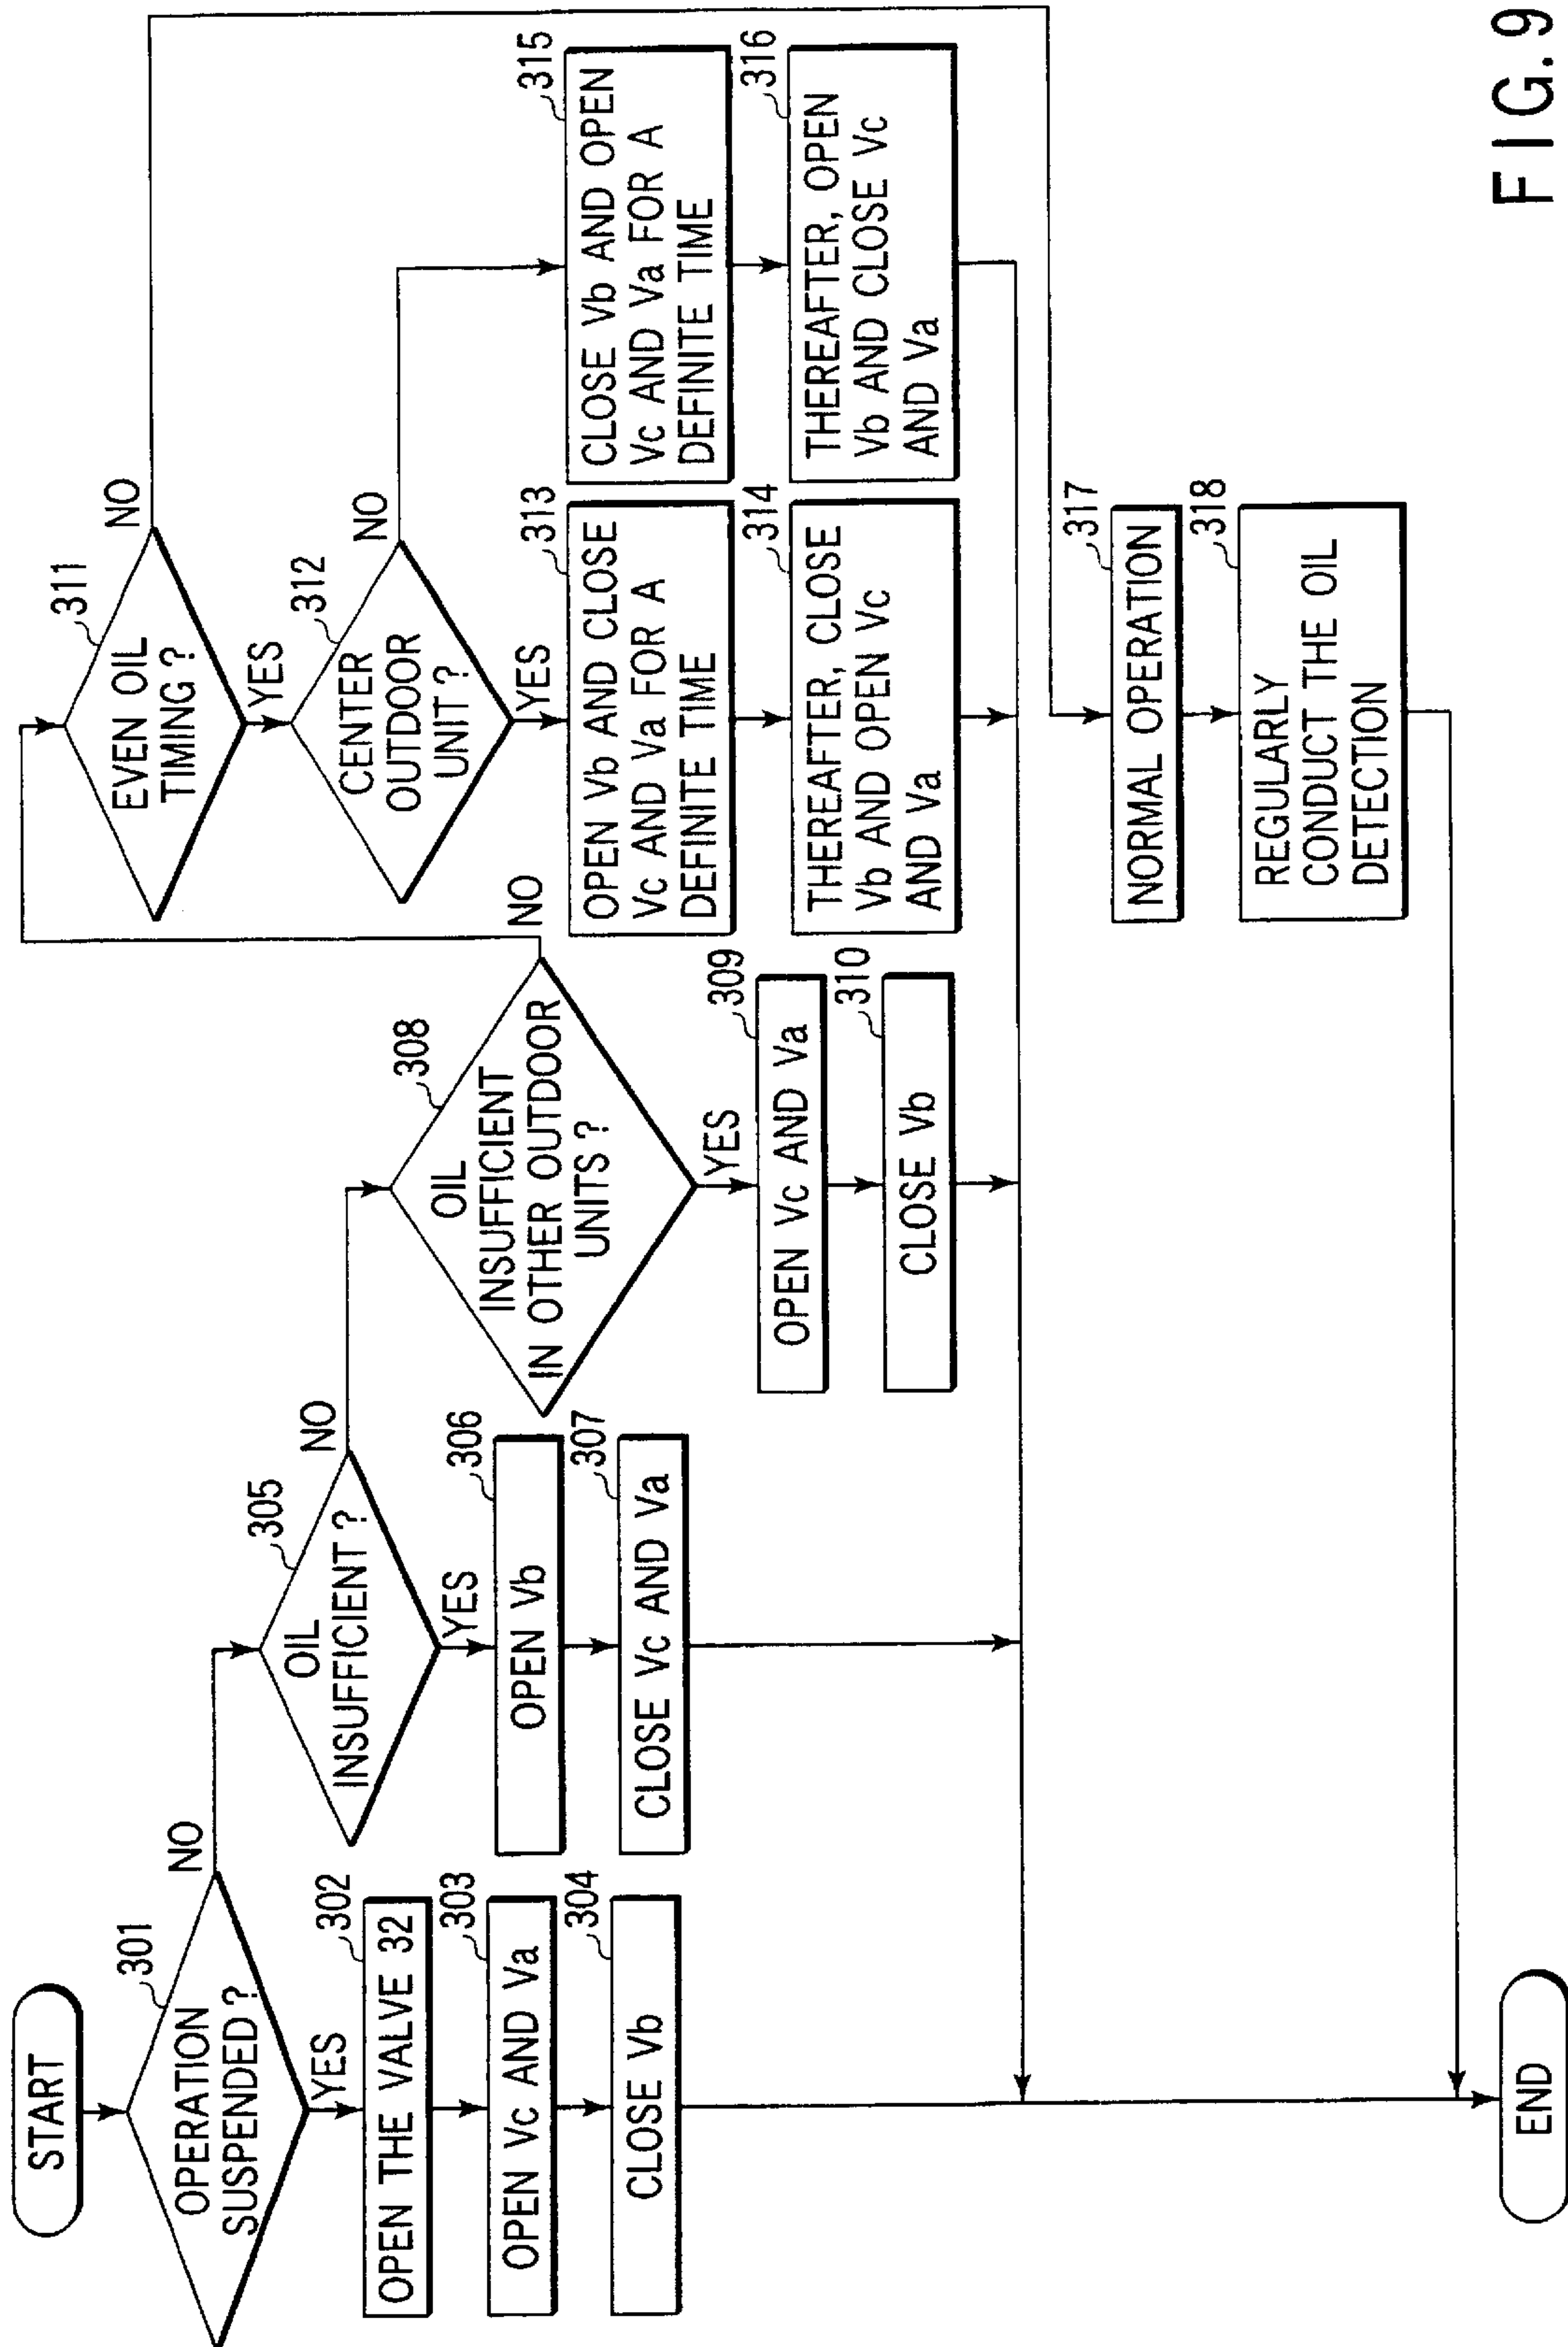 START
301
OPERATION
SUSPENDED ?
NO
YES
302
OPEN THE VALVE 32
303
OPEN Vc AND Va
304
CLOSE Vb
305
OIL
INSUFFICIENT ?
NO
YES
306
OPEN Vb
307
CLOSE Vc AND Va
308
OIL
INSUFFICIENT
IN OTHER OUTDOOR
UNITS ?
NO
YES
309
OPEN Vc AND Va
310
CLOSE Vb
311
EVEN OIL
TIMING ?
NO
YES
312
CENTER
OUTDOOR
UNIT ?
NO
YES
313
OPEN Vb AND CLOSE
Vc AND Va FOR A
DEFINITE TIME
314
THEREAFTER, CLOSE
Vb AND OPEN Vc
AND Va
315
CLOSE Vb AND OPEN
Vc AND Va FOR A
DEFINITE TIME
316
THEREAFTER, OPEN
Vb AND CLOSE Vc
AND Va
317
NORMAL OPERATION
318
REGULARLY
CONDUCT THE OIL
DETECTION
END
FIG.9